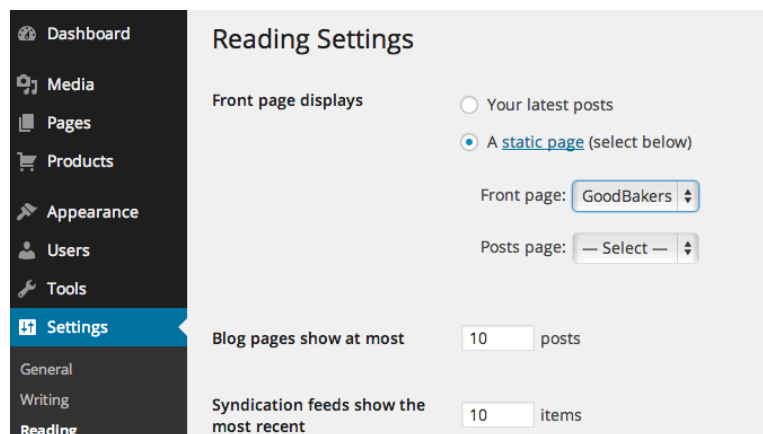 Dashboard
Media
Pages
Products
Appearance
Users
Tools
Settings
General
Writing
Reading
Reading Settings
Front page displays
Your latest posts
A static page (select below)
Front page: GoodBakers
Posts page: — Select —
Blog pages show at most 10 posts
Syndication feeds show the
most recent
10 items